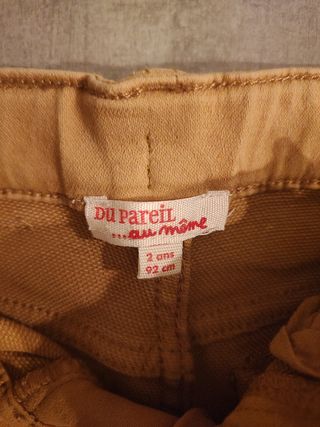 DU PaReiL
...au même
2 ans
92 cm